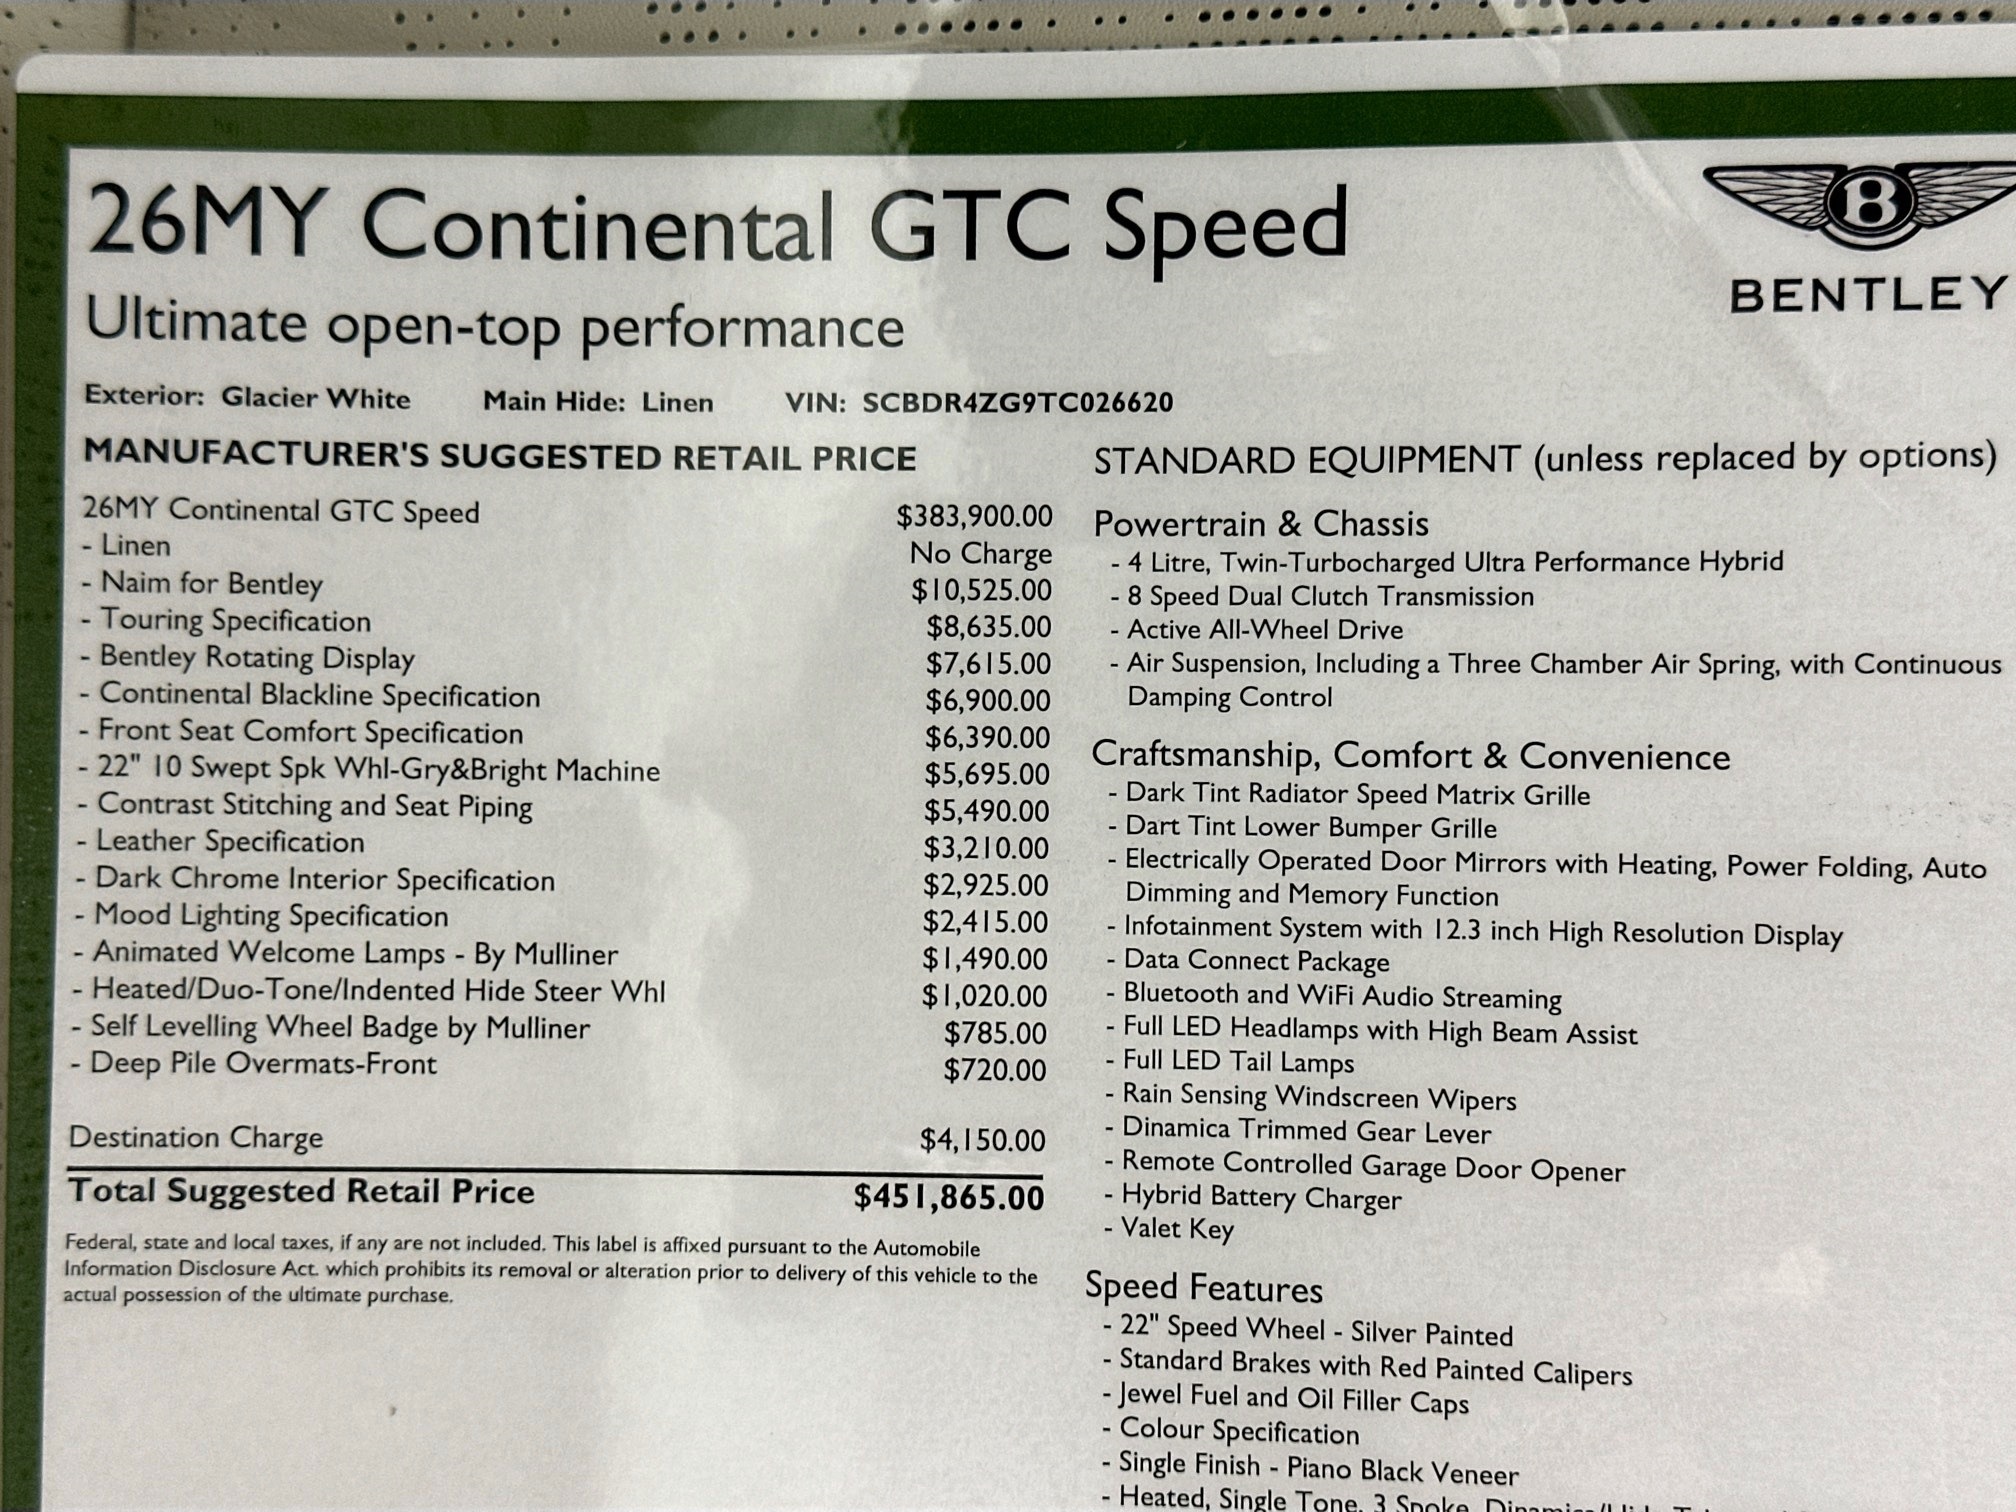 26MY Continental GTC Speed
Ultimate open-top performance
B
BENTLEY
Exterior: Glacier White Main Hide: Linen VIN: SCBDR4ZG9TC026620
MANUFACTURER'S SUGGESTED RETAIL PRICE
26MY Continental GTC Speed $383,900.00
- Linen No Charge
- Naim for Bentley $10,525.00
- Touring Specification $8,635.00
- Bentley Rotating Display $7,615.00
- Continental Blackline Specification $6,900.00
- Front Seat Comfort Specification $6,390.00
- 22" 10 Swept Spk Whl-Gry&Bright Machine $5,695.00
- Contrast Stitching and Seat Piping $5,490.00
- Leather Specification $3,210.00
- Dark Chrome Interior Specification $2,925.00
- Mood Lighting Specification $2,415.00
- Animated Welcome Lamps - By Mulliner $1,490.00
- Heated/Duo-Tone/Indented Hide Steer Whl $1,020.00
- Self Levelling Wheel Badge by Mulliner $785.00
- Deep Pile Overmats-Front $720.00
Destination Charge $4,150.00
Total Suggested Retail Price $451,865.00
Federal, state and local taxes, if any are not included. This label is affixed pursuant to the Automobile
Information Disclosure Act. which prohibits its removal or alteration prior to delivery of this vehicle to the
actual possession of the ultimate purchase.
STANDARD EQUIPMENT (unless replaced by options)
Powertrain & Chassis
- 4 Litre, Twin-Turbocharged Ultra Performance Hybrid
- 8 Speed Dual Clutch Transmission
- Active All-Wheel Drive
- Air Suspension, Including a Three Chamber Air Spring, with Continuous
Damping Control
Craftsmanship, Comfort & Convenience
- Dark Tint Radiator Speed Matrix Grille
- Dart Tint Lower Bumper Grille
- Electrically Operated Door Mirrors with Heating, Power Folding, Auto
Dimming and Memory Function
- Infotainment System with 12.3 inch High Resolution Display
- Data Connect Package
- Bluetooth and WiFi Audio Streaming
- Full LED Headlamps with High Beam Assist
- Full LED Tail Lamps
- Rain Sensing Windscreen Wipers
- Dinamica Trimmed Gear Lever
- Remote Controlled Garage Door Opener
- Hybrid Battery Charger
- Valet Key
Speed Features
- 22" Speed Wheel - Silver Painted
- Standard Brakes with Red Painted Calipers
- Jewel Fuel and Oil Filler Caps
- Colour Specification
- Single Finish - Piano Black Veneer
- Heated, Single Tone, 3 Spoke,